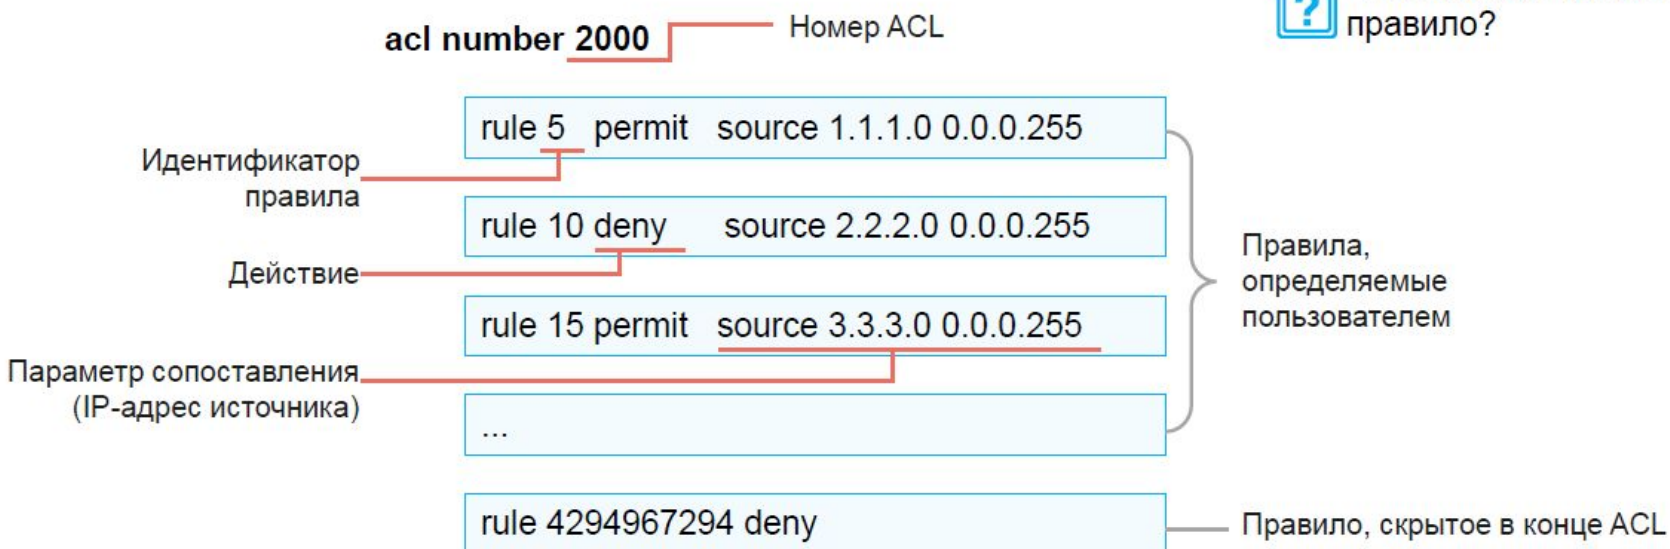 acl number 2000
Номер ACL
?
правило?
rule 5 permit source 1.1.1.0 0.0.0.255
Идентификатор
правила
rule 10 deny source 2.2.2.0 0.0.0.255
Действие
rule 15 permit source 3.3.3.0 0.0.0.255
Параметр сопоставления
(IP-адрес источника)
...
Правила,
определяемые
пользователем
rule 4294967294 deny
Правило, скрытое в конце ACL